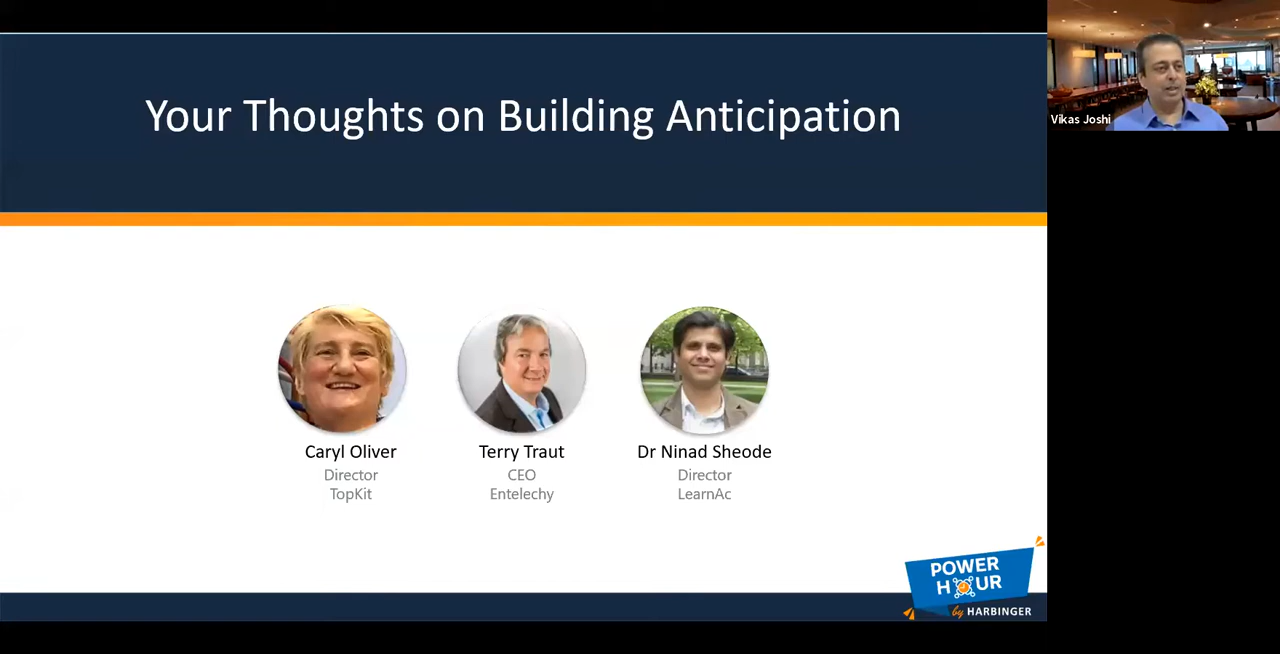 Your Thoughts on Building Anticipation
Vikas Joshi
Caryl Oliver
Director
TopKit
Terry Traut
CEO
Entelechy
Dr Ninad Sheode
Director
LearnAc
POWER
HOUR
by HARBINGER